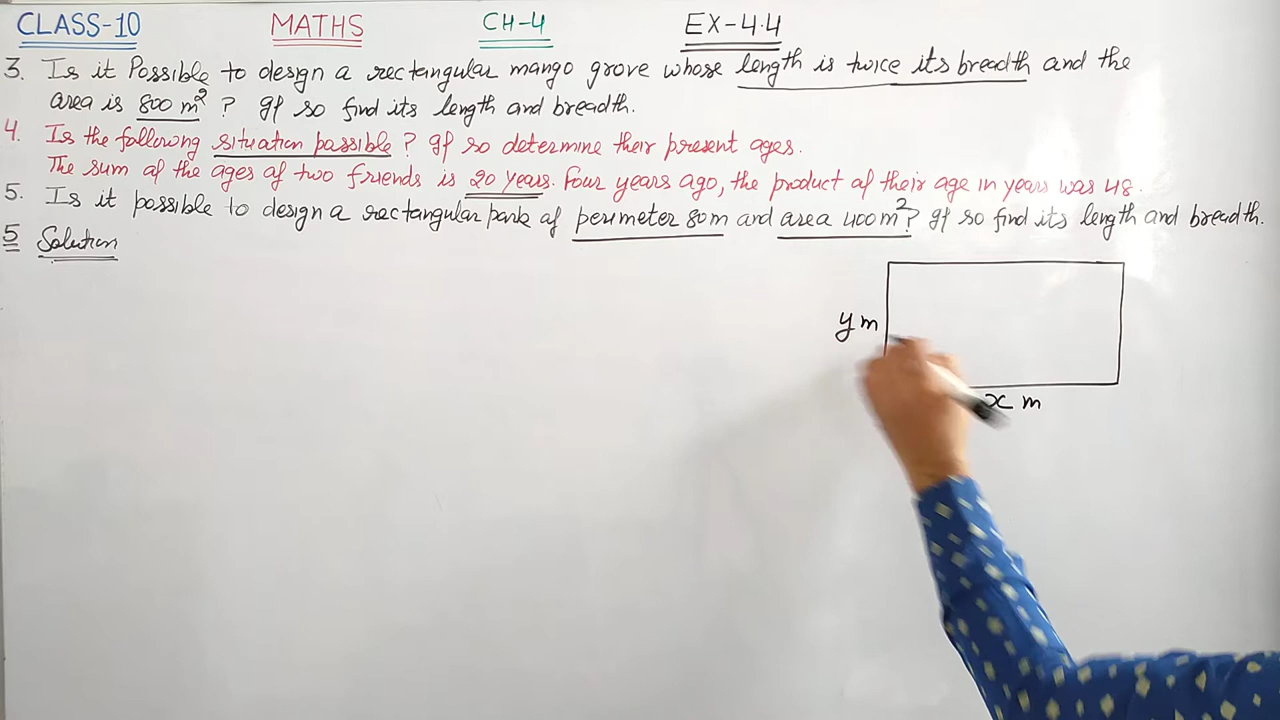 CLASS-10 MATHS CH-4 EX-4.4
3. Is it Possible to design a rectangular mango grove whose length is twice its breadth and the
area is 800 m² ? If so find its length and breadth.
4. Is the following situation possible ? If so determine their present ages.
The sum of the ages of two friends is 20 years. Four years ago, the product of their age in years was 48.
5. Is it possible to design a rectangular park of perimeter 80m and area 400m²? If so find its length and breadth.
5 Solution
y m
x m